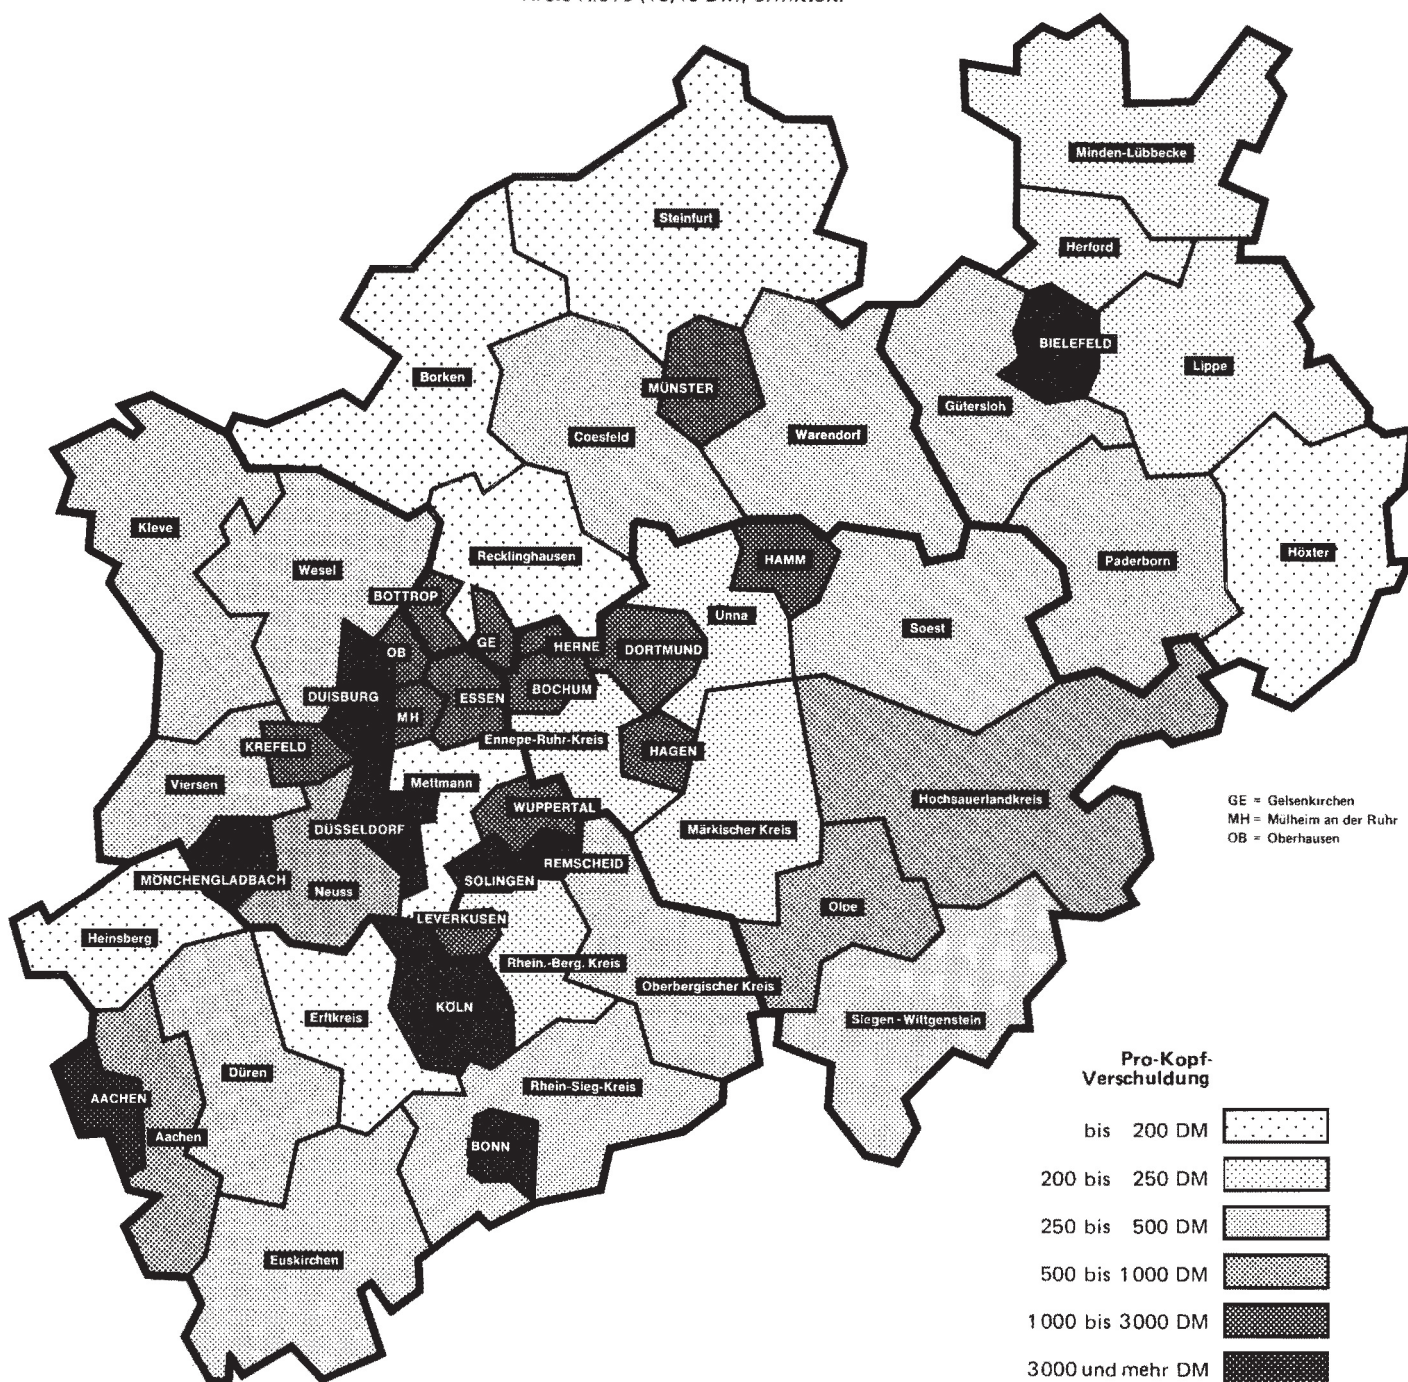 Minden-Lübbecke
Steinfurt
Herford
BIELEFELD
Lippe
Borken
MÜNSTER
Gütersloh
Coesfeld
Warendorf
Kleve
Recklinghausen
Höxter
HAMM
Paderborn
Wesel
BOTTROP
Unna
Soest
GE
HERNE
DORTMUND
OB
DUISBURG
ESSEN
BOCHUM
MH
KREFELD
Ennepe-Ruhr-Kreis
HAGEN
Viersen
Mettmann
Hochsauerlandkreis
WUPPERTAL
DÜSSELDORF
Märkischer Kreis
REMSCHEID
MÖNCHENGLADBACH
SOLINGEN
Neuss
Olpe
LEVERKUSEN
Heinsberg
Rhein.-Berg. Kreis
Oberbergischer Kreis
KÖLN
Erftkreis
Siegen-Wittgenstein
Düren
Rhein-Sieg-Kreis
AACHEN
Aachen
BONN
Euskirchen
GE = Gelsenkirchen
MH = Mülheim an der Ruhr
OB = Oberhausen
Pro-Kopf-
Verschuldung
bis 200 DM
200 bis 250 DM
250 bis 500 DM
500 bis 1000 DM
1000 bis 3000 DM
3000 und mehr DM